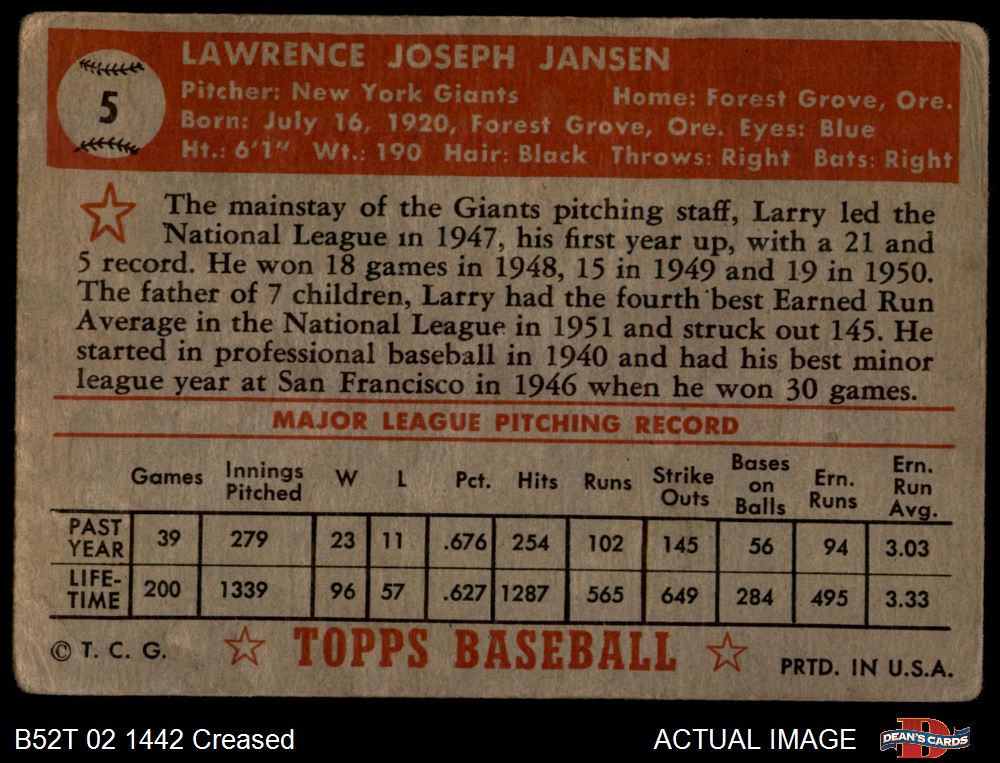 5
LAWRENCE JOSEPH JANSEN
Pitcher: New York Giants Home: Forest Grove, Ore.
Born: July 16, 1920, Forest Grove, Ore. Eyes: Blue
Ht.: 6'1" Wt.: 190 Hair: Black Throws: Right Bats: Right
The mainstay of the Giants pitching staff, Larry led the
National League in 1947, his first year up, with a 21 and
5 record. He won 18 games in 1948, 15 in 1949 and 19 in 1950.
The father of 7 children, Larry had the fourth best Earned Run
Average in the National League in 1951 and struck out 145. He
started in professional baseball in 1940 and had his best minor
league year at San Francisco in 1946 when he won 30 games.
MAJOR LEAGUE PITCHING RECORD
Games Innings Pitched W L Pct. Hits Runs Strike Outs Bases on Balls Ern. Runs Ern. Run Avg.
PAST YEAR 39 279 23 11 .676 254 102 145 56 94 3.03
LIFE-TIME 200 1339 96 57 .627 1287 565 649 284 495 3.33
© T. C. G. TOPPS BASEBALL PRTD. IN U.S.A.
B52T 02 1442 Creased ACTUAL IMAGE DEAN'S CARDS